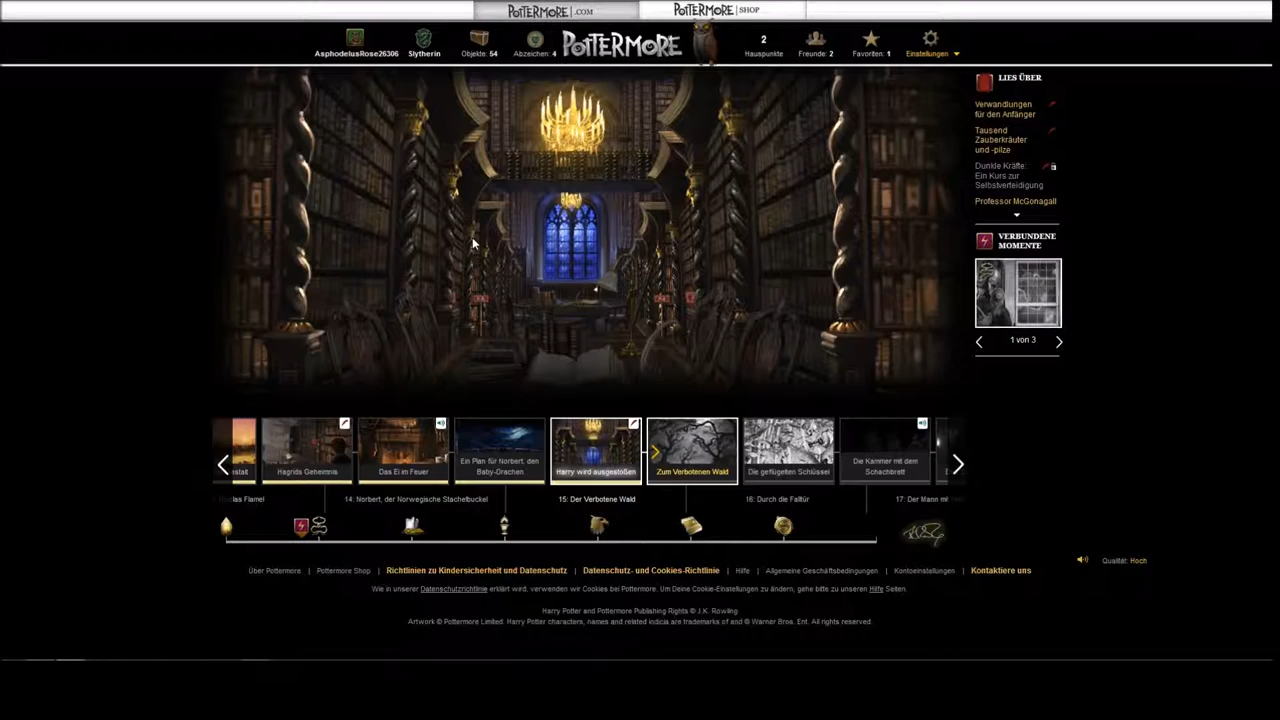 POTTERMORE|.COM
POTTERMORE|SHOP
AsphodelusRose26306
Slytherin
Objekte: 54
Abzeichen: 4
POTTERMORE
2
Hauspunkte
Freunde: 2
Favoriten: 1
Einstellungen
LIES ÜBER
Verwandlungen
für den Anfänger
Tausend
Zauberkräuter
und -pilze
Dunkle Kräfte:
Ein Kurs zur
Selbstverteidigung
Professor McGonagall
VERBUNDENE
MOMENTE
1 von 3
Hagrids Geheimnis
Das Ei im Feuer
Ein Plan für Norbert, den
Baby-Drachen
Harry wird ausgestoßen
Zum Verbotenen Wald
Die geflügelten Schlüssel
Die Kammer mit dem
Schachbrett
las Flamel
14. Norbert, der Norwegische Stachelbuckel
15: Der Verbotene Wald
16: Durch die Falltür
17: Der Mann mi
Über Pottermore | Pottermore Shop | Richtlinien zu Kindersicherheit und Datenschutz | Datenschutz- und Cookies-Richtlinie | Hilfe | Allgemeine Geschäftsbedingungen | Kontoeinstellungen | Kontaktiere uns
Qualität: Hoch
Wie in unserer Datenschutzrichtlinie erklärt wird, verwenden wir Cookies bei Pottermore. Um Deine Cookie-Einstellungen zu ändern, gehe bitte zu unseren Hilfe Seiten.
Harry Potter and Pottermore Publishing Rights © J.K. Rowling
Artwork © Pottermore Limited. Harry Potter characters, names and related indicia are trademarks of and © Warner Bros. Ent. All rights reserved.